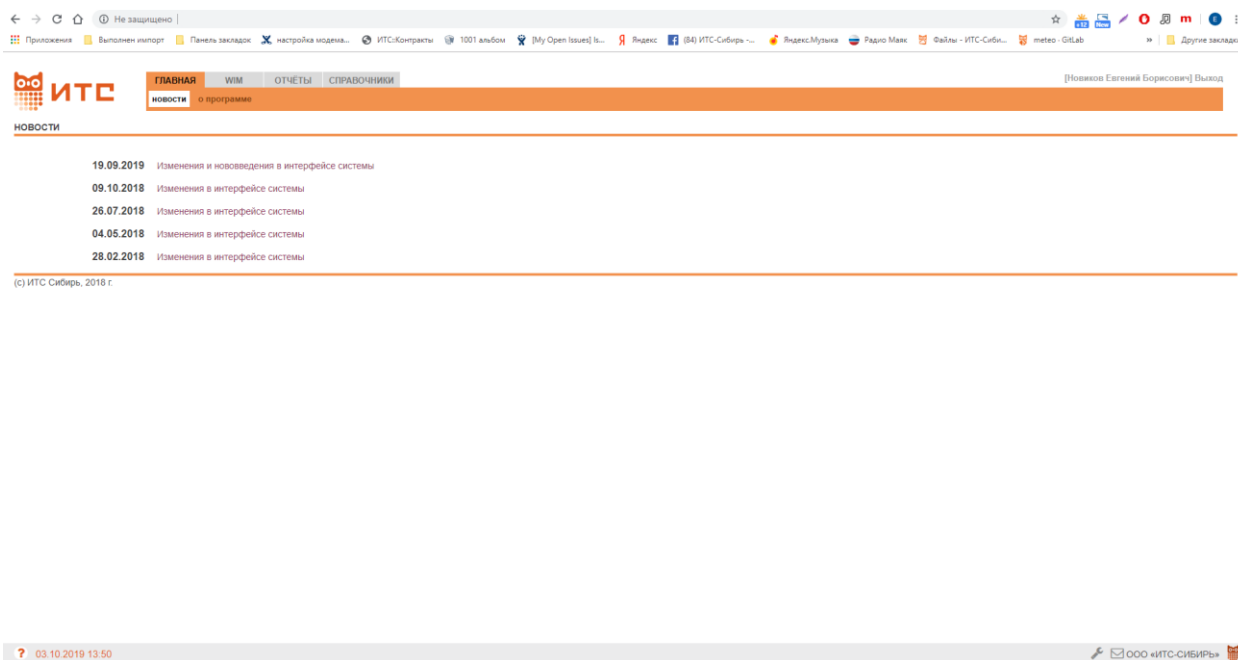 Не защищено
x12 New O m E
Приложения Выполнен импорт Панель закладок настройка модема... ИТС::Контракты 1001 альбом [My Open Issues] Is... Яндекс (84) ИТС-Сибирь -... Яндекс.Музыка Радио Маяк Файлы - ИТС-Сиби... meteo · GitLab » Другие закладки
ИТС
ГЛАВНАЯ WIM ОТЧЁТЫ СПРАВОЧНИКИ
[Новиков Евгений Борисович] Выход
новости о программе
НОВОСТИ
19.09.2019 Изменения и нововведения в интерфейсе системы
09.10.2018 Изменения в интерфейсе системы
26.07.2018 Изменения в интерфейсе системы
04.05.2018 Изменения в интерфейсе системы
28.02.2018 Изменения в интерфейсе системы
(c) ИТС Сибирь, 2018 г.
? 03.10.2019 13:50 ООО «ИТС-СИБИРЬ»